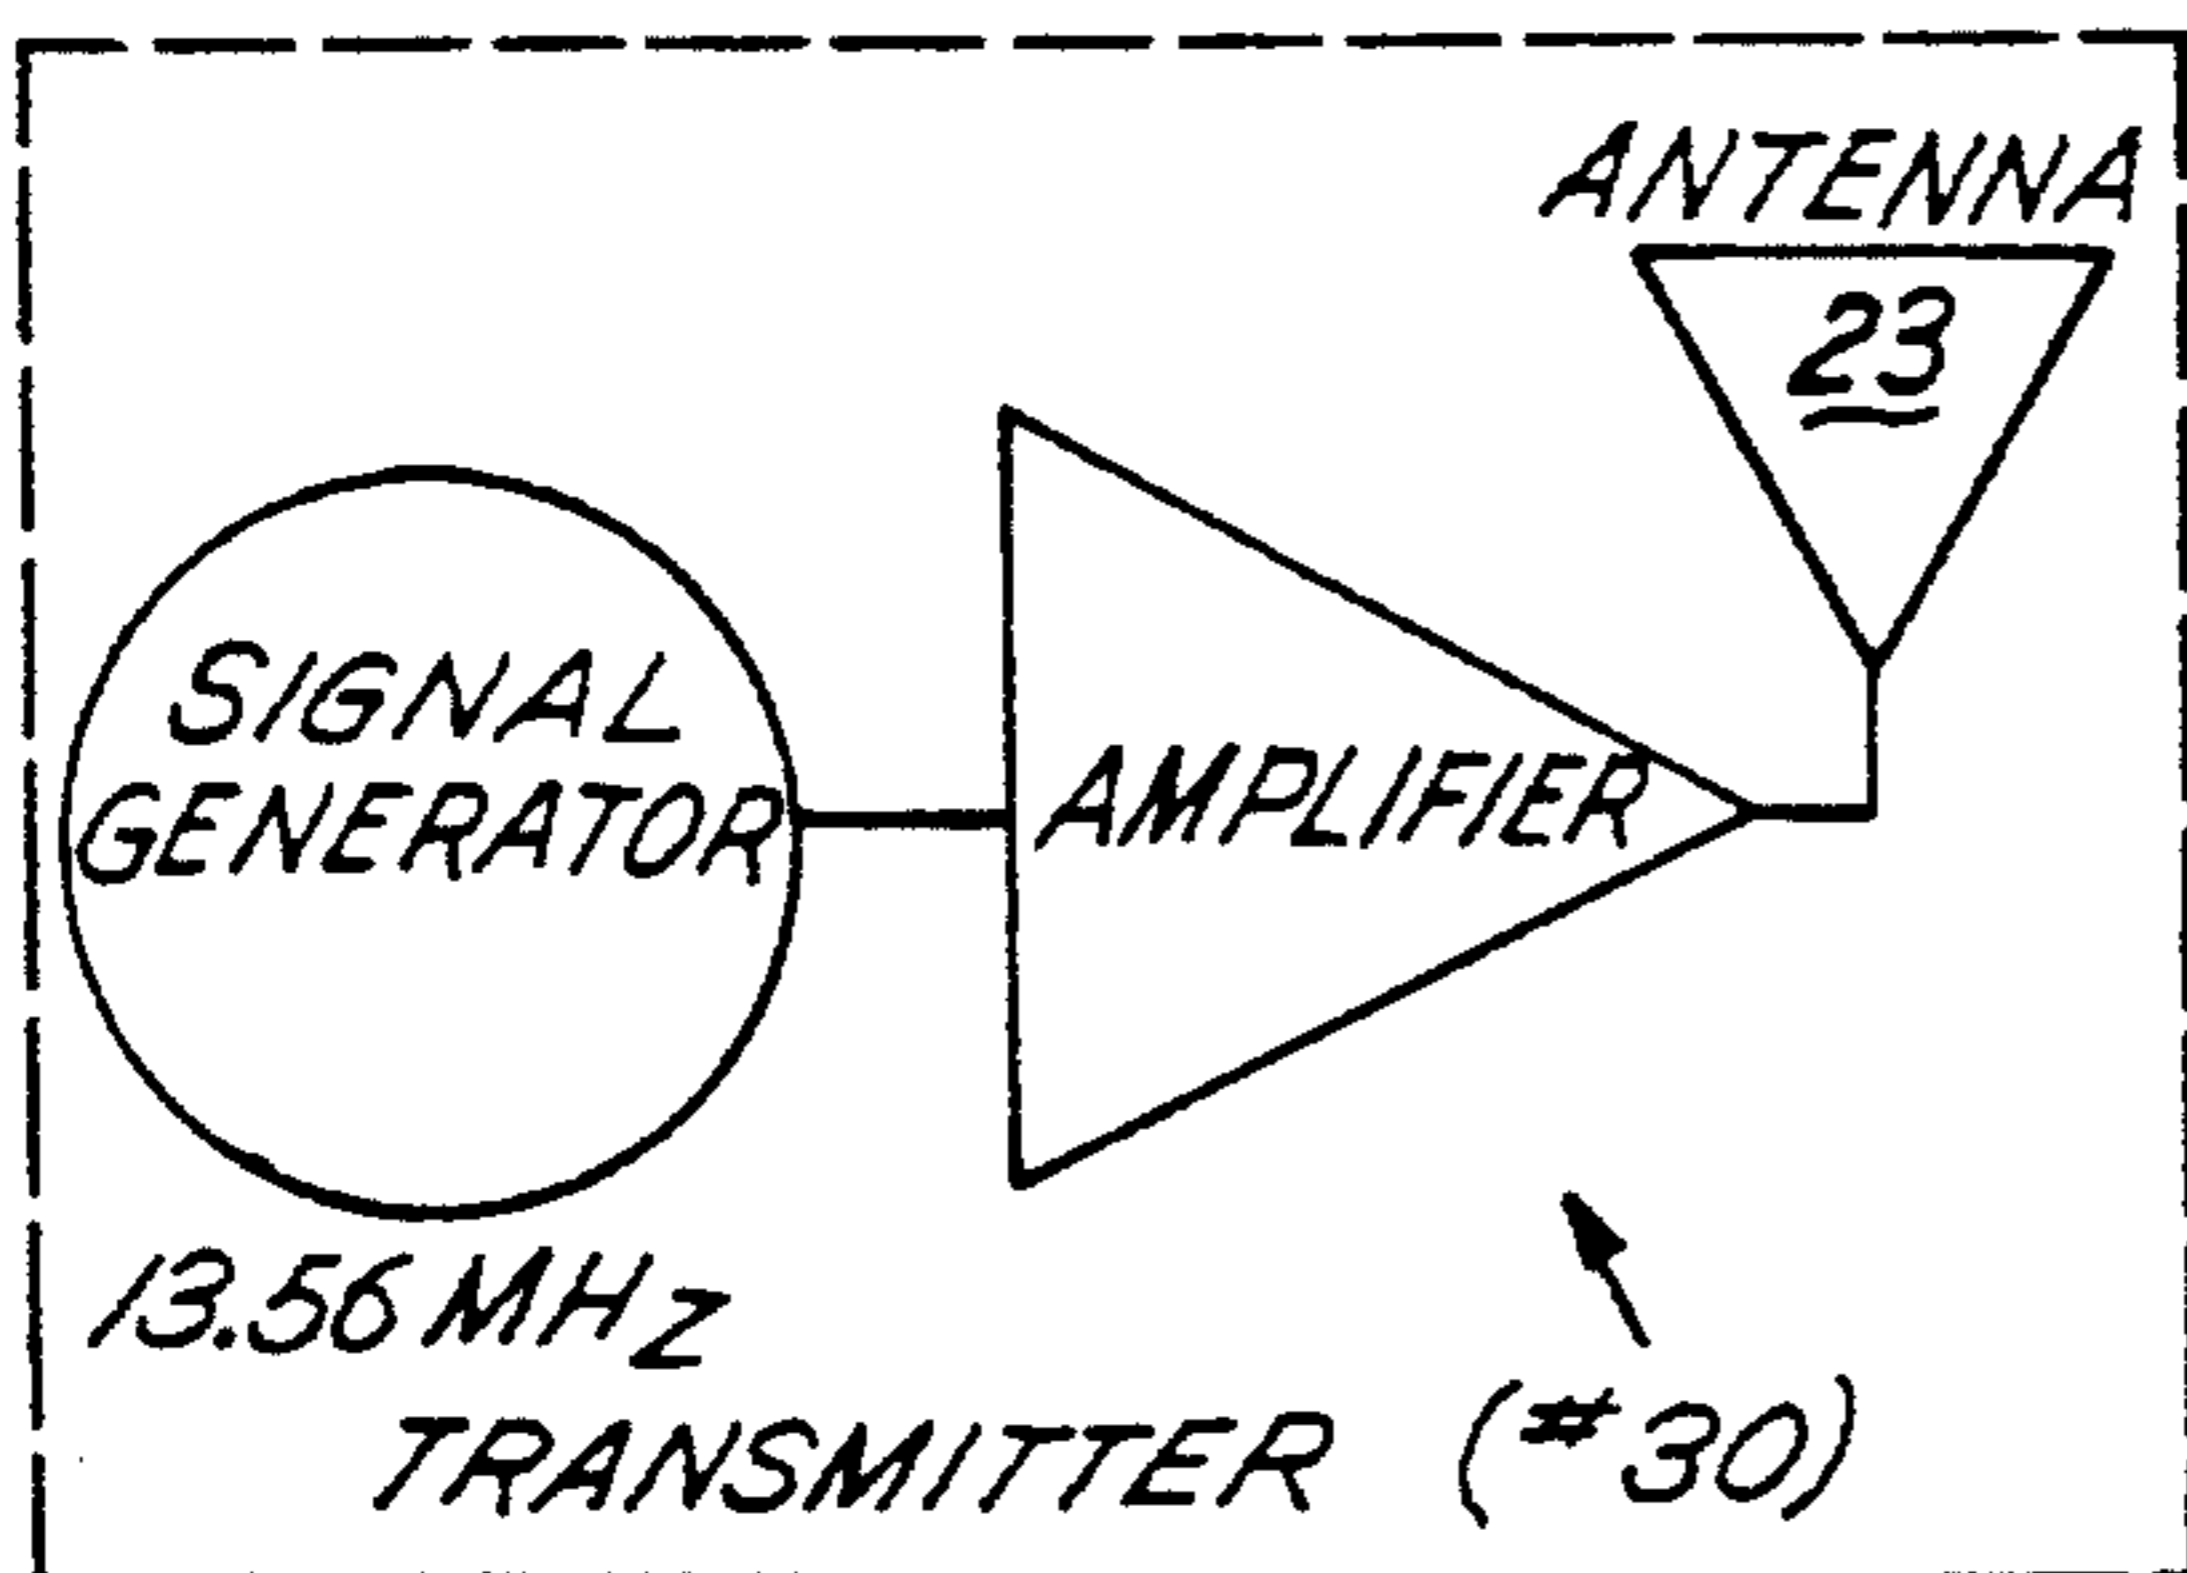 ANTENNA
23
SIGNAL
GENERATOR
AMPLIFIER
13.56 MHz
TRANSMITTER (#30)